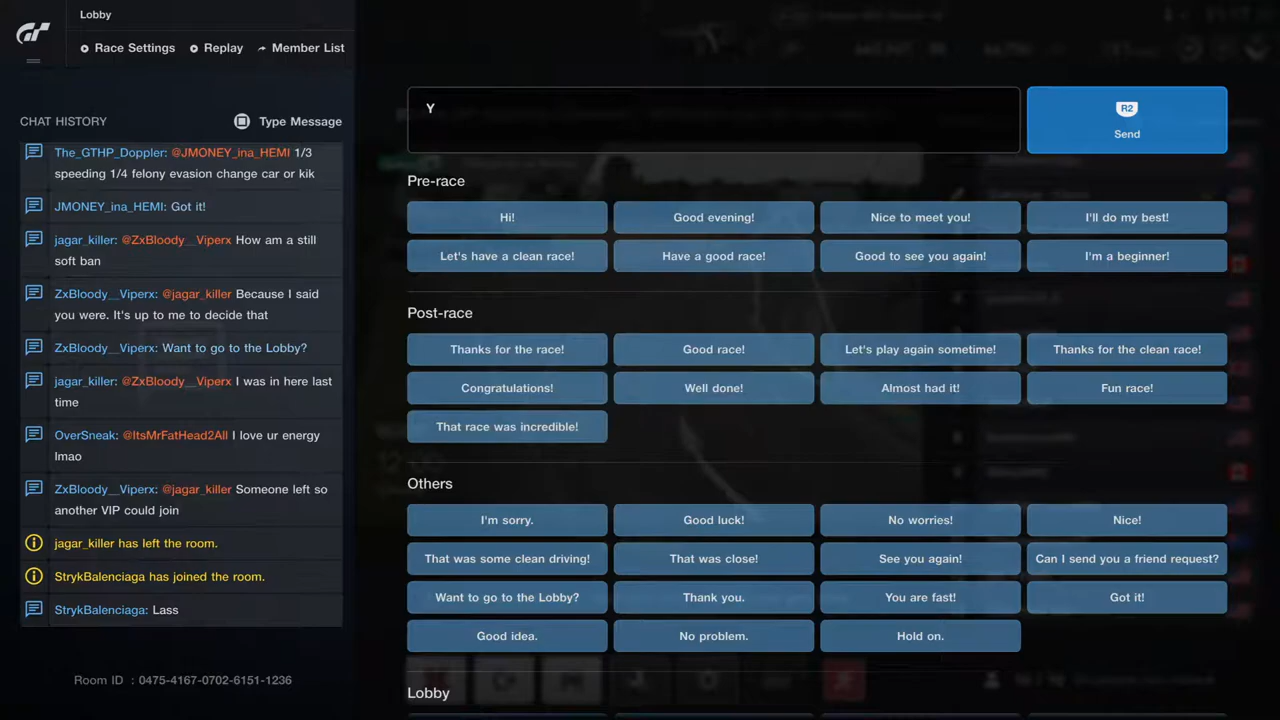 Lobby
Race Settings Replay Member List
CHAT HISTORY Type Message
The_GTHP_Doppler: @JMONEY_ina_HEMI 1/3
speeding 1/4 felony evasion change car or kik
JMONEY_ina_HEMI: Got it!
jagar_killer: @ZxBloody__Viperx How am a still
soft ban
ZxBloody__Viperx: @jagar_killer Because I said
you were. It's up to me to decide that
ZxBloody__Viperx: Want to go to the Lobby?
jagar_killer: @ZxBloody__Viperx I was in here last
time
OverSneak: @ItsMrFatHead2All I love ur energy
lmao
ZxBloody__Viperx: @jagar_killer Someone left so
another VIP could join
jagar_killer has left the room.
StrykBalenciaga has joined the room.
StrykBalenciaga: Lass
Room ID : 0475-4167-0702-6151-1236
Y
R2
Send
Pre-race
Hi! Good evening! Nice to meet you! I'll do my best!
Let's have a clean race! Have a good race! Good to see you again! I'm a beginner!
Post-race
Thanks for the race! Good race! Let's play again sometime! Thanks for the clean race!
Congratulations! Well done! Almost had it! Fun race!
That race was incredible!
Others
I'm sorry. Good luck! No worries! Nice!
That was some clean driving! That was close! See you again! Can I send you a friend request?
Want to go to the Lobby? Thank you. You are fast! Got it!
Good idea. No problem. Hold on.
Lobby